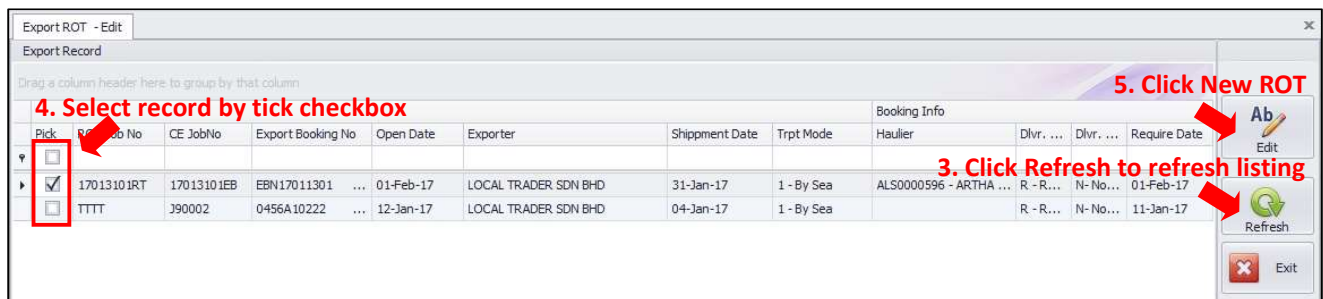 Export ROT - Edit
Export Record
Drag a column header here to group by that column
5. Click New ROT
4. Select record by tick checkbox
Booking Info
Pick Job No CE JobNo Export Booking No Open Date Exporter Shippment Date Trpt Mode Haulier Dlvr. ... Dlvr. ... Require Date
Edit
3. Click Refresh to refresh listing
17013101RT 17013101EB EBN17011301 ... 01-Feb-17 LOCAL TRADER SDN BHD 31-Jan-17 1 - By Sea ALS0000596 - ARTHA ... R - R... N- No... 01-Feb-17
TTTT J90002 0456A10222 ... 12-Jan-17 LOCAL TRADER SDN BHD 04-Jan-17 1 - By Sea R - R... N- No... 11-Jan-17
Refresh
Exit